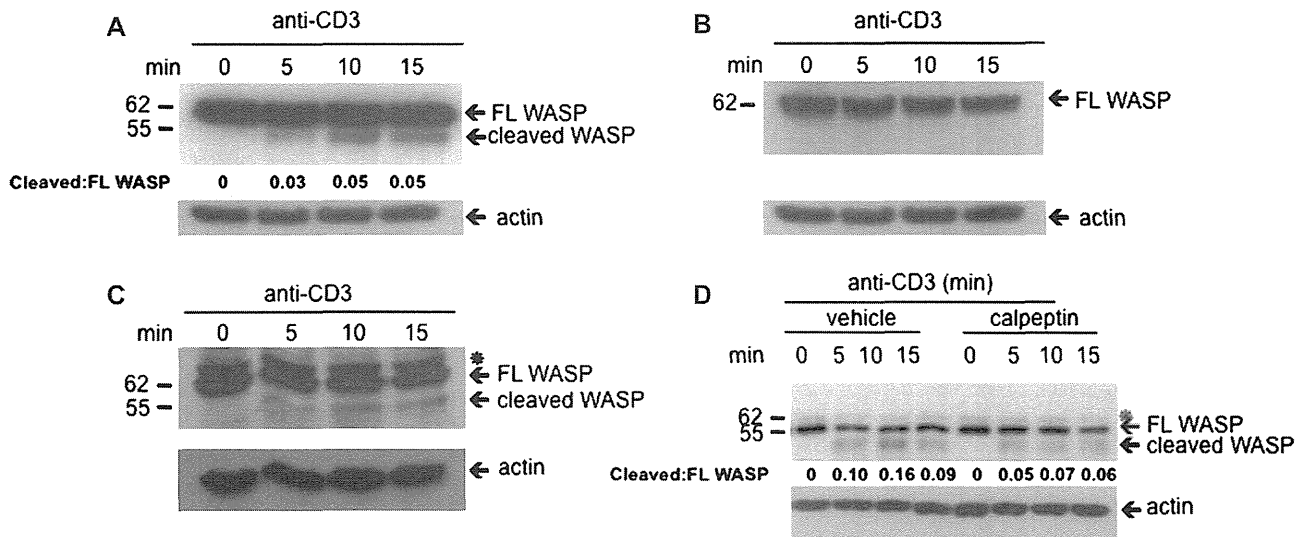 A
anti-CD3
min 0 5 10 15
62
55
← FL WASP
← cleaved WASP
Cleaved:FL WASP 0 0.03 0.05 0.05
← actin
B
anti-CD3
min 0 5 10 15
62
← FL WASP
← actin
C
anti-CD3
min 0 5 10 15
*
← FL WASP
62
← cleaved WASP
55
← actin
D
anti-CD3 (min)
vehicle calpeptin
min 0 5 10 15 0 5 10 15
*
62
← FL WASP
55
← cleaved WASP
Cleaved:FL WASP 0 0.10 0.16 0.09 0 0.05 0.07 0.06
← actin